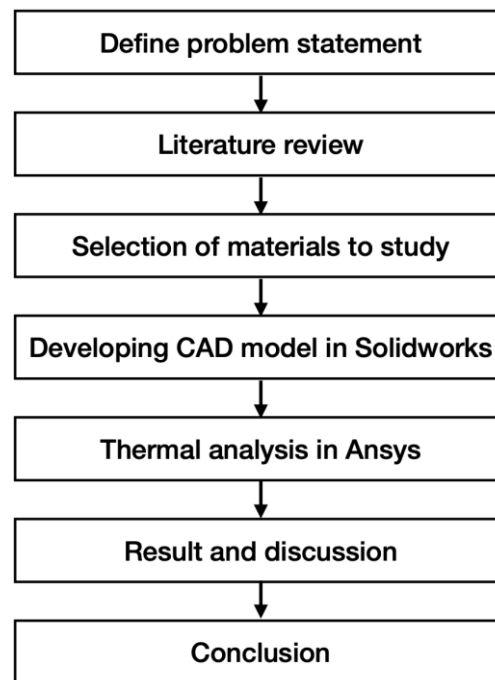 Define problem statement
Literature review
Selection of materials to study
Developing CAD model in Solidworks
Thermal analysis in Ansys
Result and discussion
Conclusion